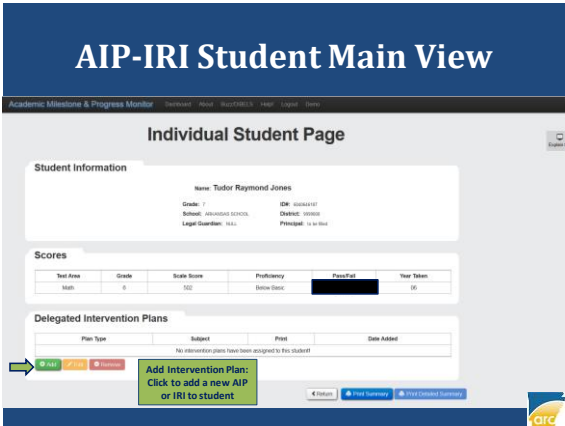 AIP-IRI Student Main View
Academic Milestone & Progress Monitor Dashboard About Buzz/DIBELS Help! Logout Demo
Individual Student Page
Student Information
Name: Tudor Raymond Jones
Grade: 7 ID#:
School: ARKANSAS SCHOOL District:
Legal Guardian: NULL Principal:
Scores
Test Area Grade Scale Score Proficiency Pass/Fail Year Taken
Math 6 502 Below Basic 06
Delegated Intervention Plans
Plan Type Subject Print Date Added
No intervention plans have been assigned to this student!
Add Edit Remove
Add Intervention Plan:
Click to add a new AIP
or IRI to student
Return Print Summary Print Detailed Summary
arc